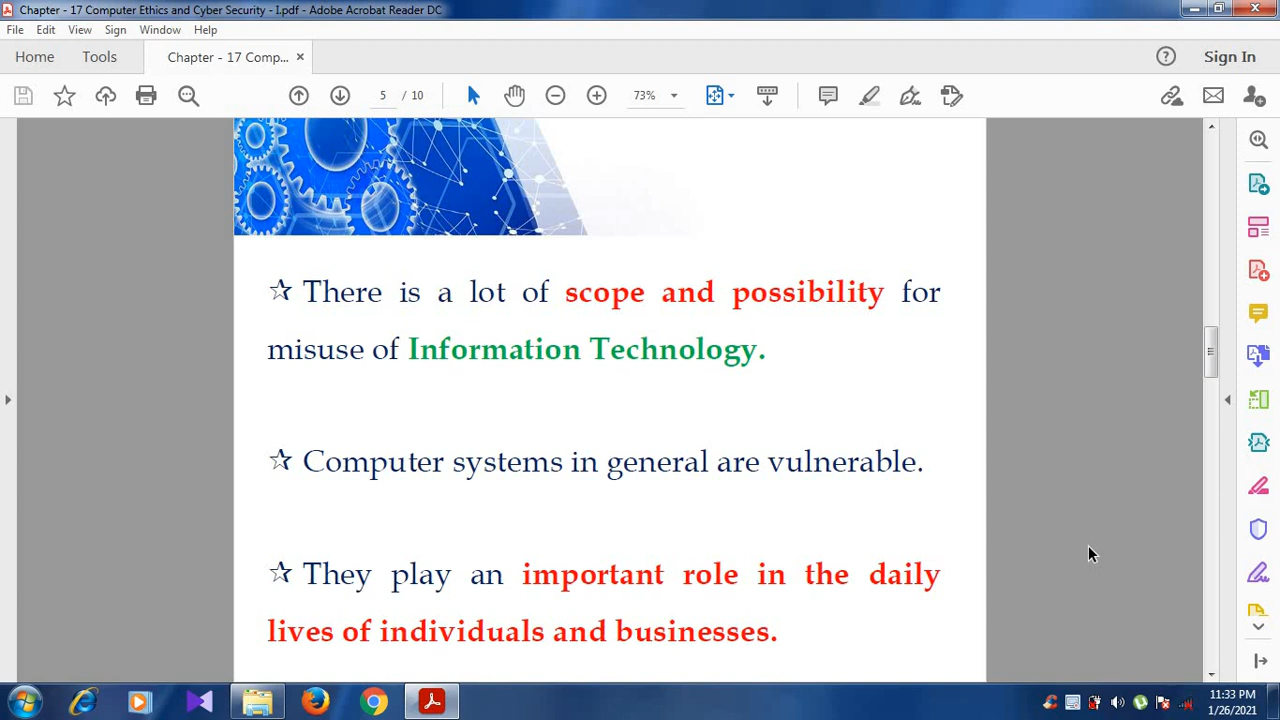 Chapter - 17 Computer Ethics and Cyber Security - I.pdf - Adobe Acrobat Reader DC
File Edit View Sign Window Help
Home Tools Chapter - 17 Comp... × Sign In
5 / 10 73%
☆ There is a lot of scope and possibility for
misuse of Information Technology.
☆ Computer systems in general are vulnerable.
☆ They play an important role in the daily
lives of individuals and businesses.
11:33 PM
1/26/2021